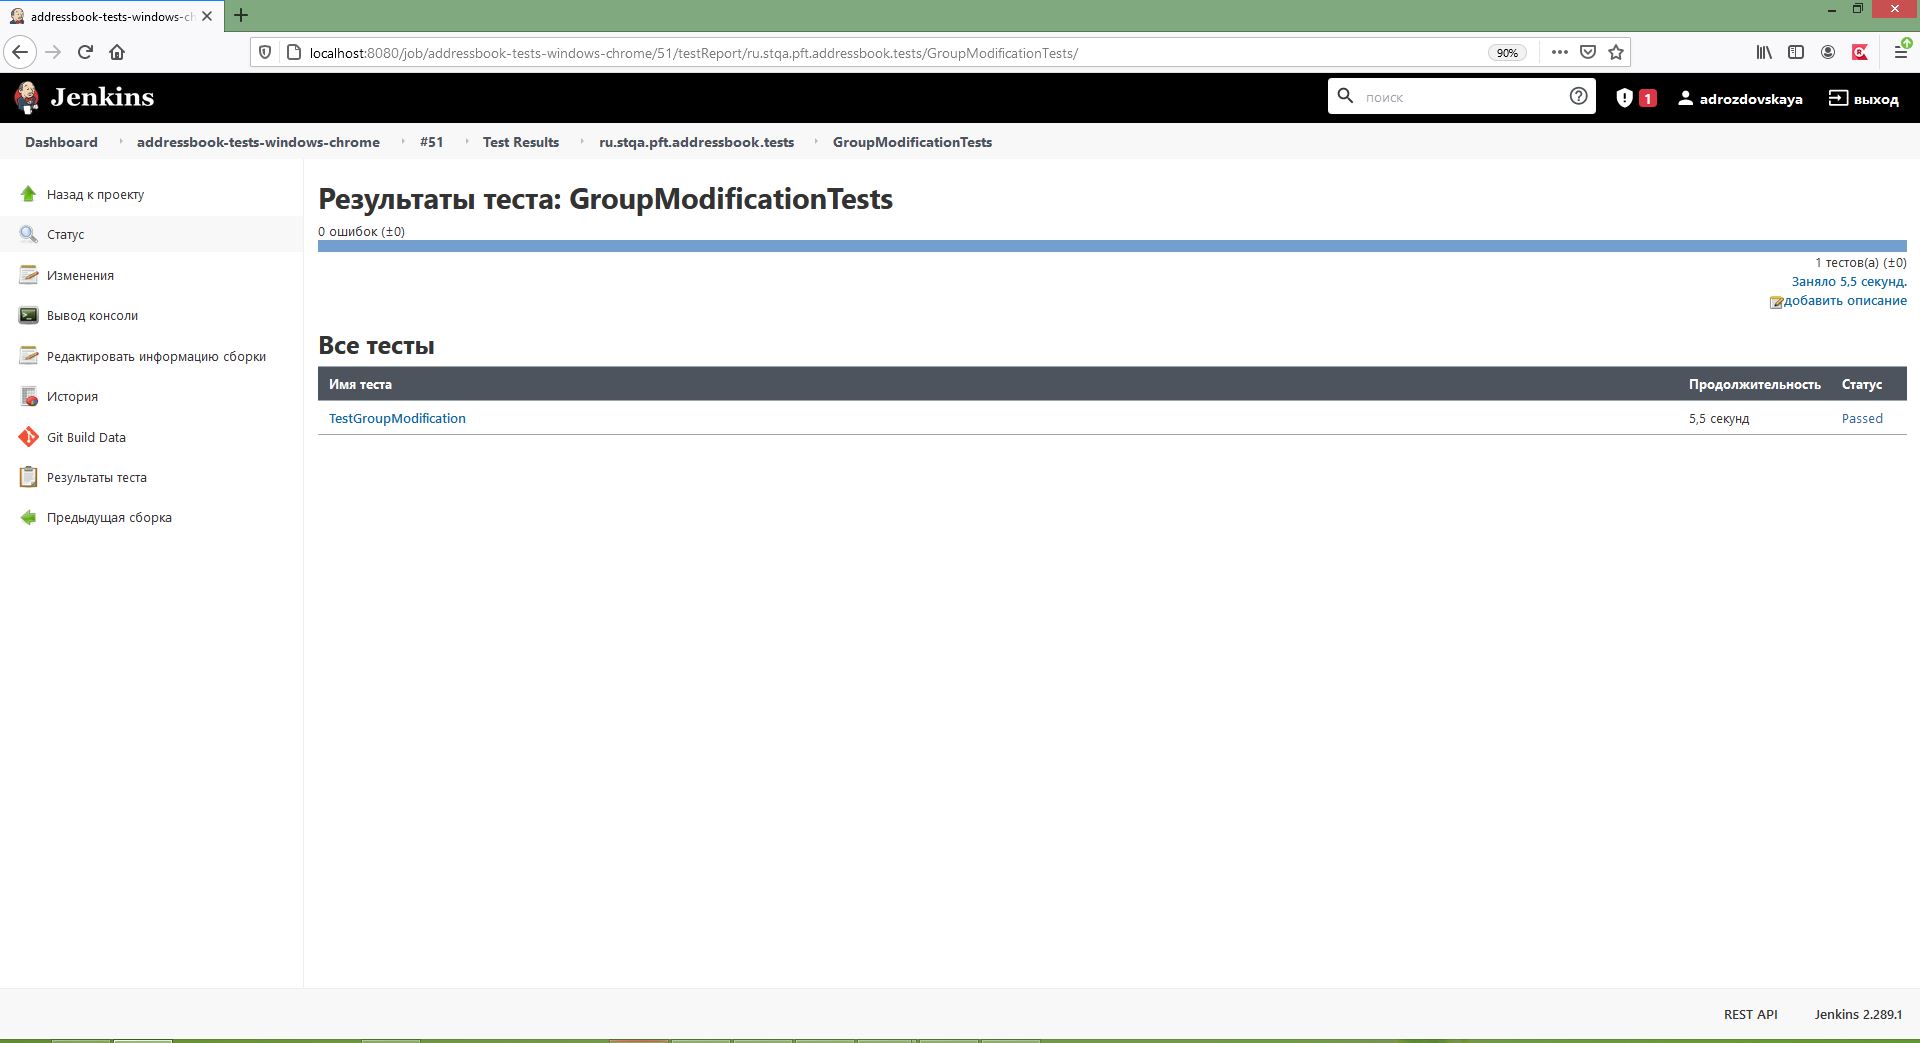 addressbook-tests-windows-ch
localhost:8080/job/addressbook-tests-windows-chrome/51/testReport/ru.stqa.pft.addressbook.tests/GroupModificationTests/
90%
Jenkins
поиск
1
adrozdovskaya
выход
Dashboard
addressbook-tests-windows-chrome
#51
Test Results
ru.stqa.pft.addressbook.tests
GroupModificationTests
Назад к проекту
Статус
Изменения
Вывод консоли
Редактировать информацию сборки
История
Git Build Data
Результаты теста
Предыдущая сборка
Результаты теста: GroupModificationTests
0 ошибок (±0)
1 тестов(а) (±0)
Заняло 5,5 секунд.
добавить описание
Все тесты
Имя теста Продолжительность Статус
TestGroupModification 5,5 секунд Passed
REST API
Jenkins 2.289.1